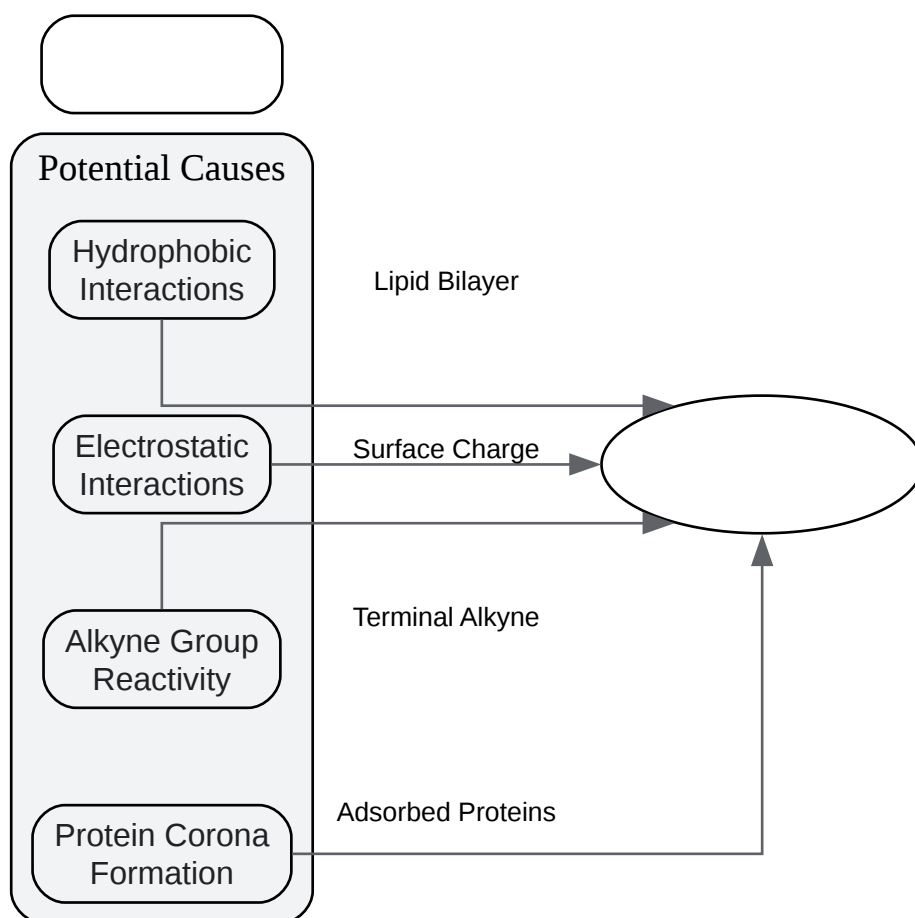 Potential Causes
Hydrophobic
Interactions
Lipid Bilayer
Electrostatic
Interactions
Surface Charge
Alkyne Group
Reactivity
Terminal Alkyne
Protein Corona
Formation
Adsorbed Proteins